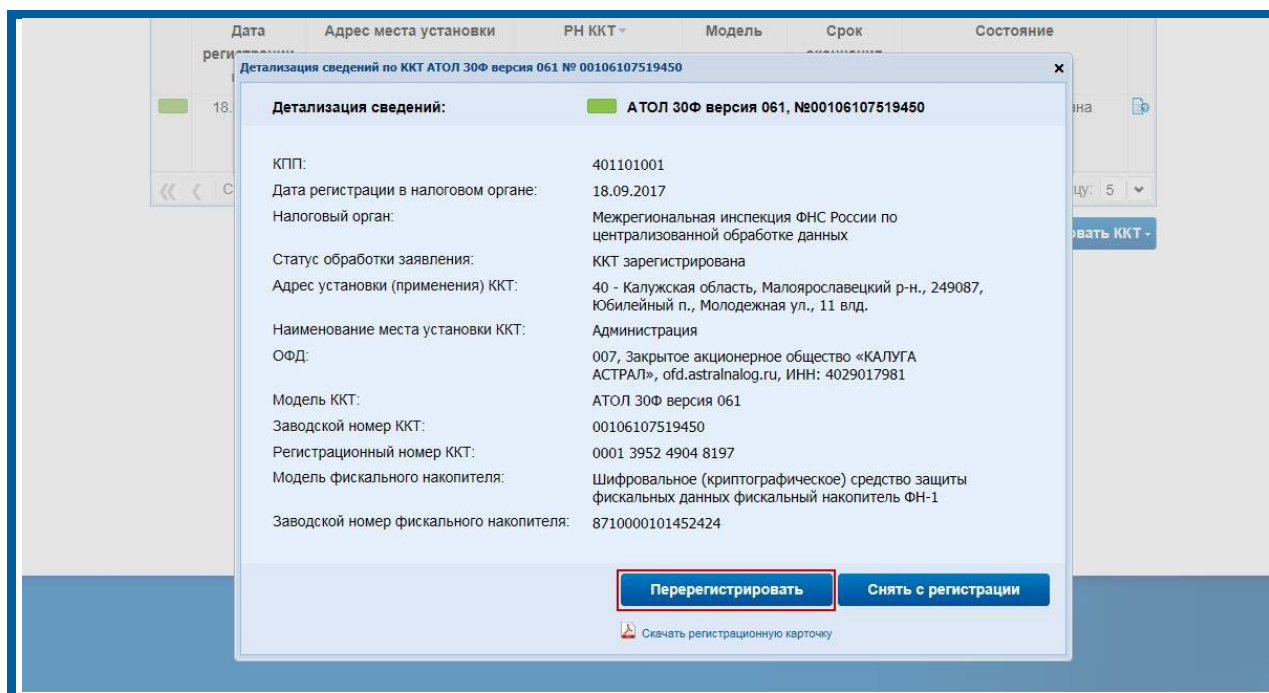 Дата Адрес места установки РН ККТ Модель Срок Состояние
Детализация сведений по ККТ АТОЛ 30Ф версия 061 № 00106107519450
Детализация сведений: АТОЛ 30Ф версия 061, №00106107519450
18.
КПП: 401101001
Дата регистрации в налоговом органе: 18.09.2017
С 5
Налоговый орган: Межрегиональная инспекция ФНС России по
централизованной обработке данных
ККТ
Статус обработки заявления: ККТ зарегистрирована
Адрес установки (применения) ККТ: 40 - Калужская область, Малоярославецкий р-н., 249087,
Юбилейный п., Молодежная ул., 11 влд.
Наименование места установки ККТ: Администрация
ОФД: 007, Закрытое акционерное общество «КАЛУГА
АСТРАЛ», ofd.astralnalog.ru, ИНН: 4029017981
Модель ККТ: АТОЛ 30Ф версия 061
Заводской номер ККТ: 00106107519450
Регистрационный номер ККТ: 0001 3952 4904 8197
Модель фискального накопителя: Шифровальное (криптографическое) средство защиты
фискальных данных фискальный накопитель ФН-1
Заводской номер фискального накопителя: 8710000101452424
Перерегистрировать Снять с регистрации
Скачать регистрационную карточку